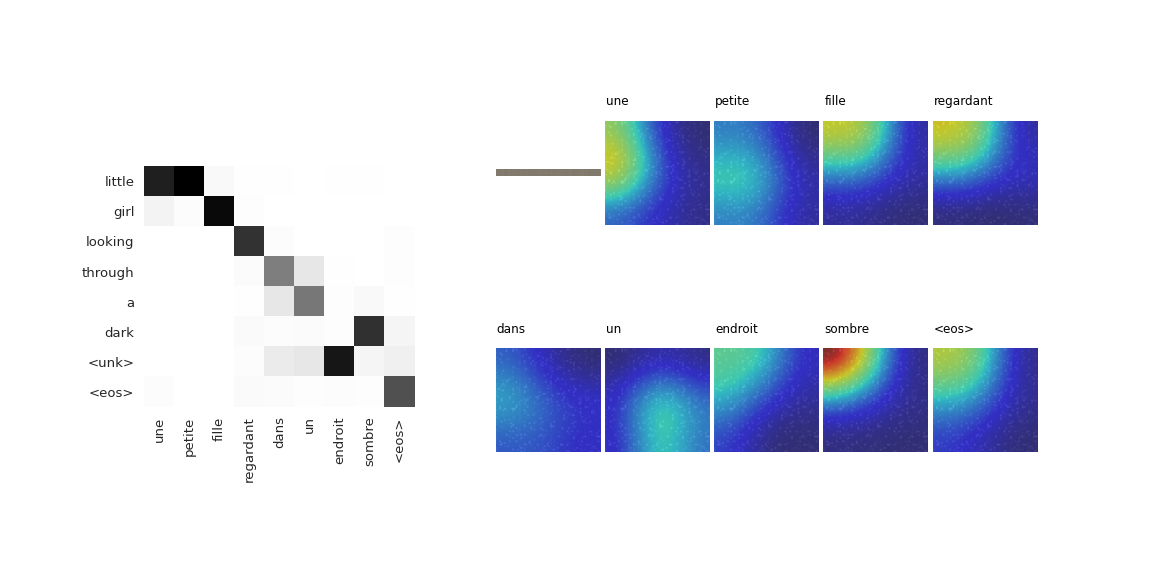 little
girl
looking
through
a
dark
<unk>
<eos>
une
petite
fille
regardant
dans
un
endroit
sombre
<eos>
une petite fille regardant
dans un endroit sombre <eos>